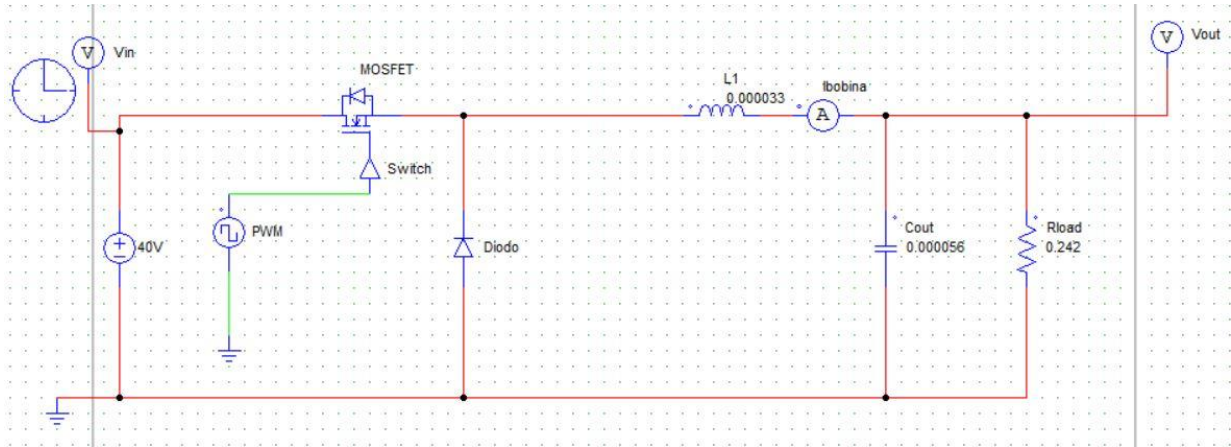 V
Vin
MOSFET
L1
0.000033
Ibobina
A
V
Vout
Switch
PWM
40V
Diodo
Cout
0.000056
Rload
0.242